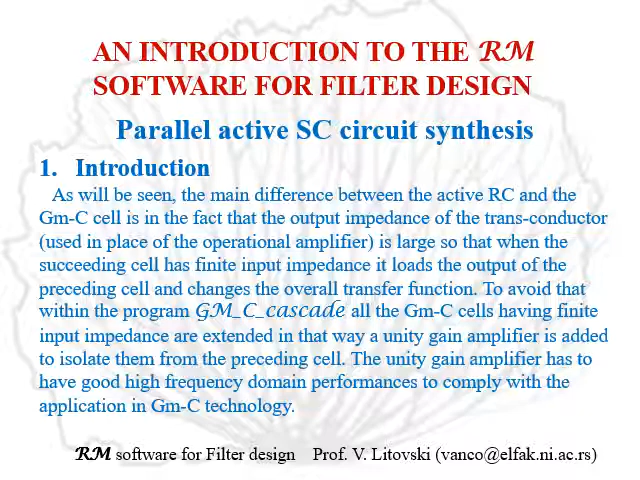 AN INTRODUCTION TO THE RM
SOFTWARE FOR FILTER DESIGN
Parallel active SC circuit synthesis
1. Introduction
As will be seen, the main difference between the active RC and the
Gm-C cell is in the fact that the output impedance of the trans-conductor
(used in place of the operational amplifier) is large so that when the
succeeding cell has finite input impedance it loads the output of the
preceding cell and changes the overall transfer function. To avoid that
within the program GM_C_cascade all the Gm-C cells having finite
input impedance are extended in that way a unity gain amplifier is added
to isolate them from the preceding cell. The unity gain amplifier has to
have good high frequency domain performances to comply with the
application in Gm-C technology.
RM software for Filter design Prof. V. Litovski (vanco@elfak.ni.ac.rs)